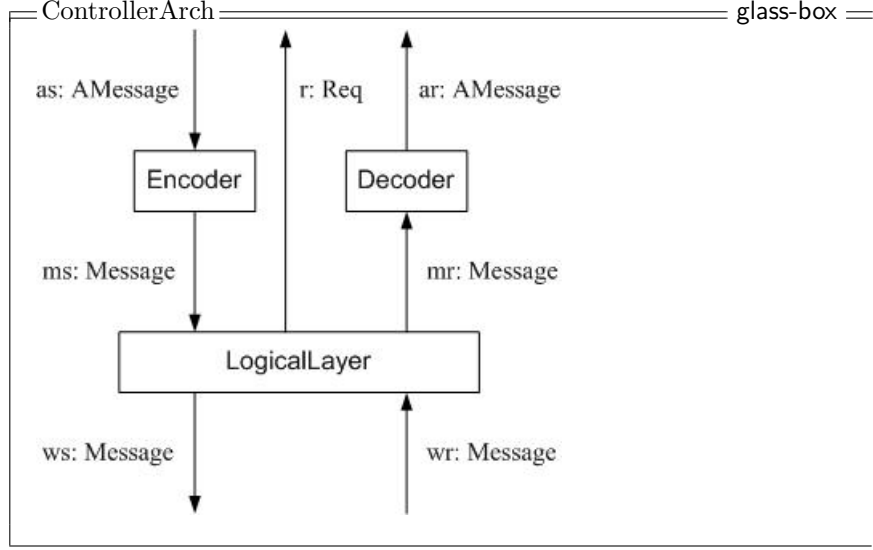 ControllerArch glass-box
as: AMessage r: Req ar: AMessage
Encoder Decoder
ms: Message mr: Message
LogicalLayer
ws: Message wr: Message